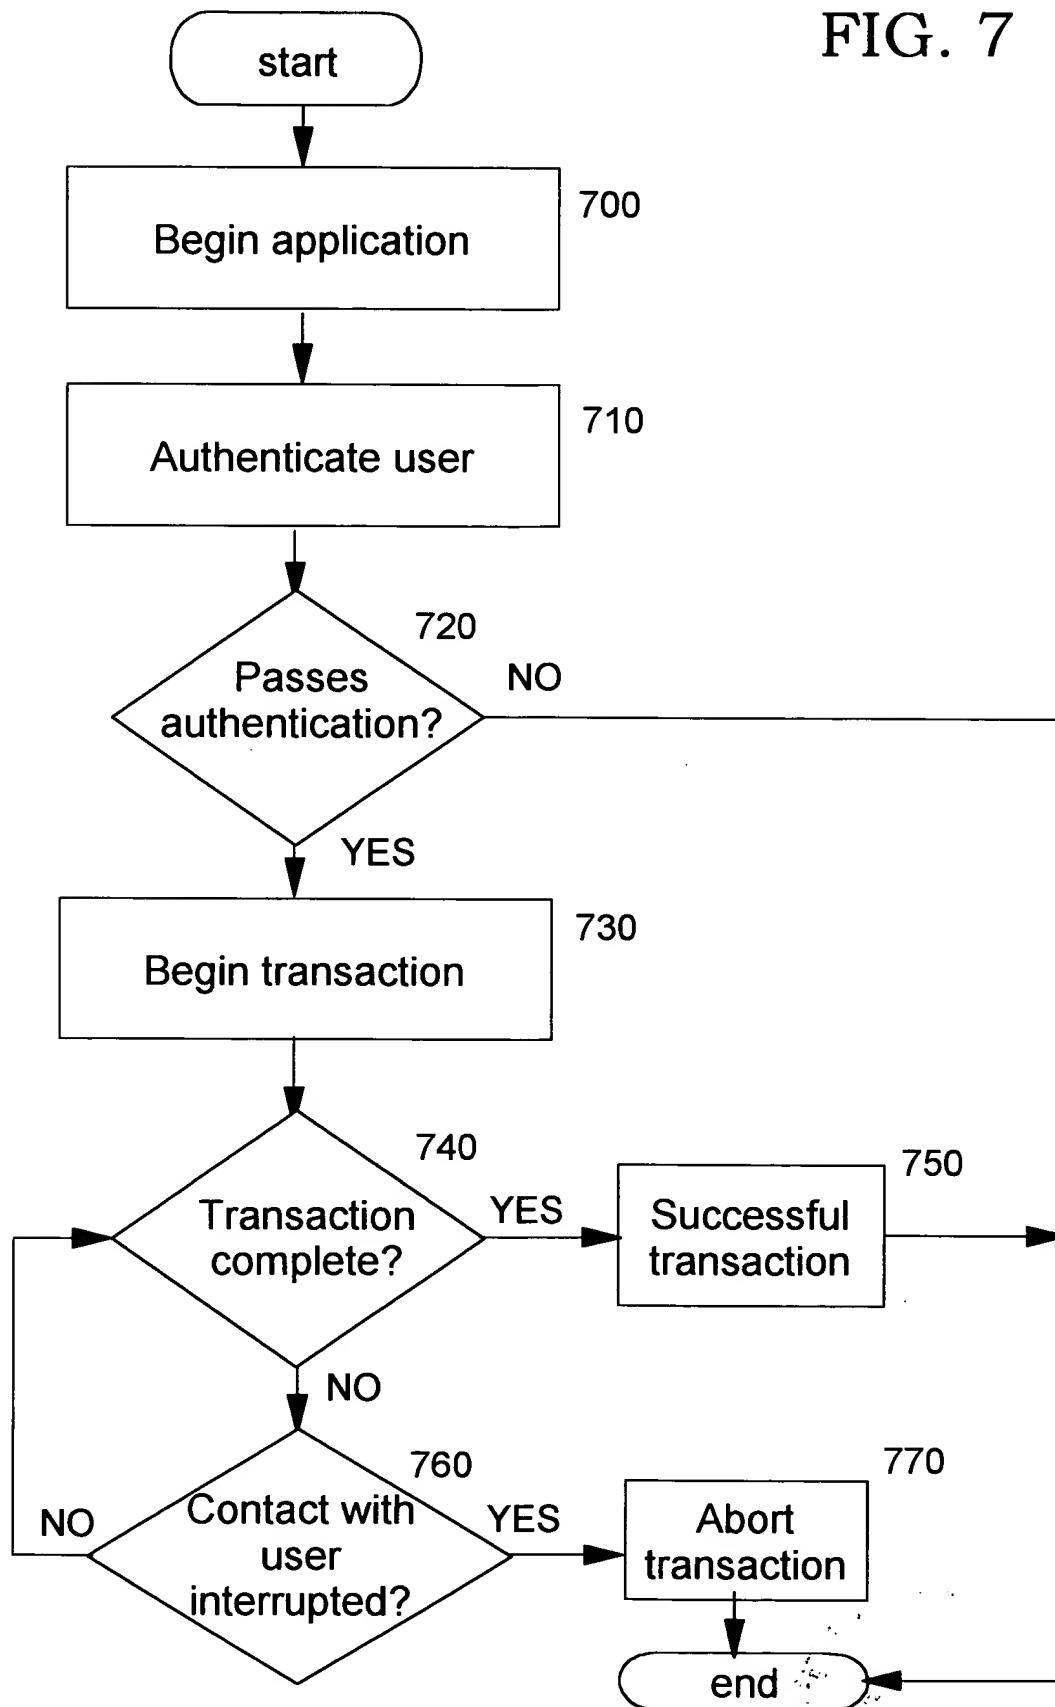 FIG. 7
start
Begin application
700
Authenticate user
710
720
Passes
authentication?
NO
YES
Begin transaction
730
740
Transaction
complete?
YES
Successful
transaction
750
NO
760
Contact with
user
interrupted?
NO
YES
Abort
transaction
770
end